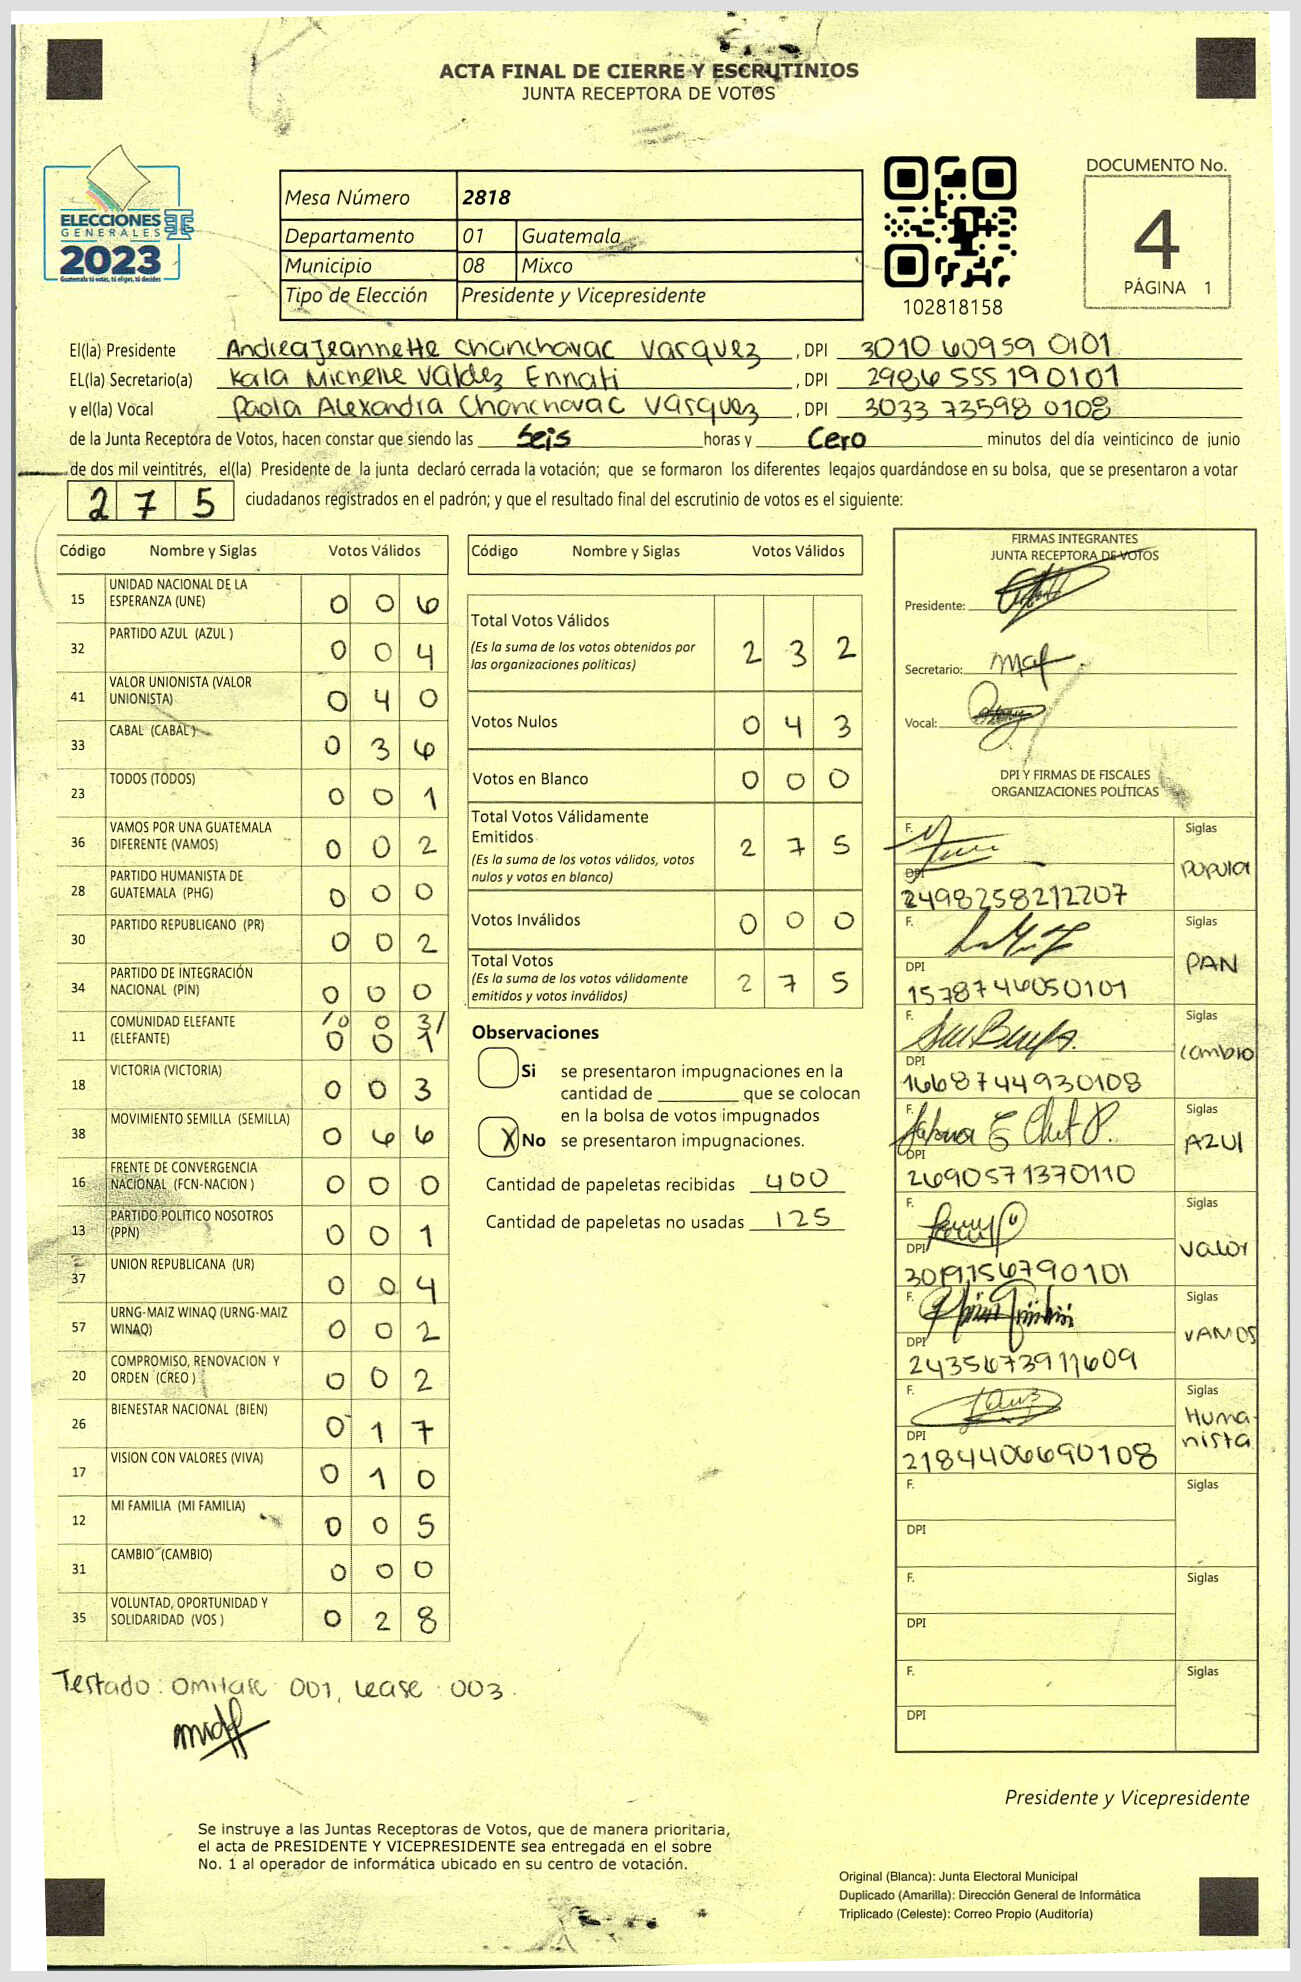 ACTA FINAL DE CIERRE Y ESCRUTINIOS
JUNTA RECEPTORA DE VOTOS
ELECCIONES
GENERALES
2023
Guatemala tú votas, tú eliges, tú decides
Mesa Número 2818
Departamento 01 Guatemala
Municipio 08 Mixco
Tipo de Elección Presidente y Vicepresidente
102818158
DOCUMENTO No.
4
PÁGINA 1
El(la) Presidente Andrea Jeannette Chanchavac Vasquez, DPI 3010 60959 0101
EL(la) Secretario(a) Karla Michelle Valdez Ennati, DPI 2986 55519 0101
y el(la) Vocal Paola Alexandra Chanchavac Vasquez, DPI 3033 73598 0108
de la Junta Receptora de Votos, hacen constar que siendo las Seis horas y Cero minutos del día veinticinco de junio
de dos mil veintitrés, el(la) Presidente de la junta declaró cerrada la votación; que se formaron los diferentes legajos quardándose en su bolsa, que se presentaron a votar
2 7 5 ciudadanos registrados en el padrón; y que el resultado final del escrutinio de votos es el siguiente:
Código Nombre y Siglas Votos Válidos
15 UNIDAD NACIONAL DE LA ESPERANZA (UNE) 0 0 6
32 PARTIDO AZUL (AZUL ) 0 0 4
41 VALOR UNIONISTA (VALOR UNIONISTA) 0 4 0
33 CABAL (CABAL ) 0 3 6
23 TODOS (TODOS) 0 0 1
36 VAMOS POR UNA GUATEMALA DIFERENTE (VAMOS) 0 0 2
28 PARTIDO HUMANISTA DE GUATEMALA (PHG) 0 0 0
30 PARTIDO REPUBLICANO (PR) 0 0 2
34 PARTIDO DE INTEGRACIÓN NACIONAL (PIN) 0 0 0
11 COMUNIDAD ELEFANTE (ELEFANTE) /0 0 3/ 0 0 1
18 VICTORIA (VICTORIA) 0 0 3
38 MOVIMIENTO SEMILLA (SEMILLA) 0 6 6
16 FRENTE DE CONVERGENCIA NACIONAL (FCN-NACION ) 0 0 0
13 PARTIDO POLITICO NOSOTROS (PPN) 0 0 1
37 UNION REPUBLICANA (UR) 0 0 4
57 URNG-MAIZ WINAQ (URNG-MAIZ WINAQ) 0 0 2
20 COMPROMISO, RENOVACION Y ORDEN (CREO ) 0 0 2
26 BIENESTAR NACIONAL (BIEN) 0 1 7
17 VISION CON VALORES (VIVA) 0 1 0
12 MI FAMILIA (MI FAMILIA) 0 0 5
31 CAMBIO (CAMBIO) 0 0 0
35 VOLUNTAD, OPORTUNIDAD Y SOLIDARIDAD (VOS ) 0 2 8
Testado: Omitase 001, Lease 003.
Código Nombre y Siglas Votos Válidos
Total Votos Válidos 2 3 2
(Es la suma de los votos obtenidos por
las organizaciones políticas)
Votos Nulos 0 4 3
Votos en Blanco 0 0 0
Total Votos Válidamente
Emitidos 2 7 5
(Es la suma de los votos válidos, votos
nulos y votos en blanco)
Votos Inválidos 0 0 0
Total Votos 2 7 5
(Es la suma de los votos válidamente
emitidos y votos inválidos)
Observaciones
Si se presentaron impugnaciones en la
cantidad de ________ que se colocan
en la bolsa de votos impugnados
X No se presentaron impugnaciones.
Cantidad de papeletas recibidas 400
Cantidad de papeletas no usadas 125
FIRMAS INTEGRANTES
JUNTA RECEPTORA DE VOTOS
Presidente:
Secretario:
Vocal:
DPI Y FIRMAS DE FISCALES
ORGANIZACIONES POLÍTICAS
F. Siglas
DPI 2498258212207 POPULA
F. Siglas
DPI 1578746050101 PAN
F. Siglas
DPI 1668744930108 Cambio
F. Siglas
DPI 2690571370110 AZUL
F. Siglas
DPI 3019156790101 Valor
F. Siglas
DPI 2435673911609 VAMOS
F. Siglas
DPI 2184406690108 Humanista
F. Siglas
DPI
F. Siglas
DPI
F. Siglas
DPI
Presidente y Vicepresidente
Se instruye a las Juntas Receptoras de Votos, que de manera prioritaria,
el acta de PRESIDENTE Y VICEPRESIDENTE sea entregada en el sobre
No. 1 al operador de informática ubicado en su centro de votación.
Original (Blanca): Junta Electoral Municipal
Duplicado (Amarilla): Dirección General de Informática
Triplicado (Celeste): Correo Propio (Auditoría)